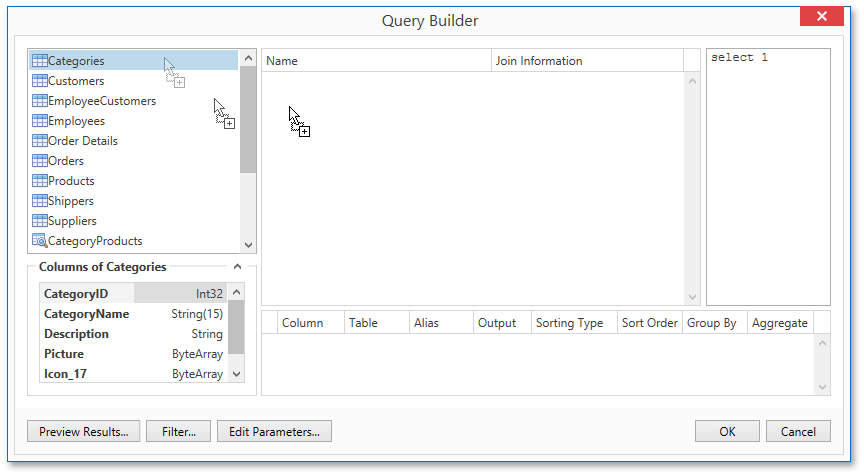 Query Builder
Categories
Customers
EmployeeCustomers
Employees
Order Details
Orders
Products
Shippers
Suppliers
CategoryProducts
Name Join Information
select 1
Columns of Categories
CategoryID Int32
CategoryName String(15)
Description String
Picture ByteArray
Icon_17 ByteArray
Column Table Alias Output Sorting Type Sort Order Group By Aggregate
Preview Results... Filter... Edit Parameters... OK Cancel